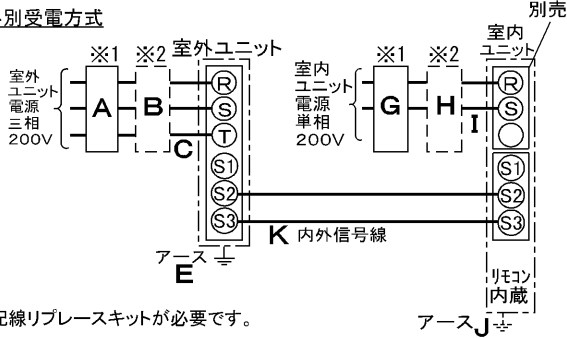 別受電方式
別売
※1
※2
室外ユニット
※1
※2
室内
ユニット
室外
ユニット
電源
三相
200V
A
B
C
R
S
T
S1
S2
S3
室内
ユニット
電源
単相
200V
G
H
I
R
S
S1
S2
S3
K 内外信号線
アース
E
リモコン
内蔵
配線リプレースキットが必要です。
アース J